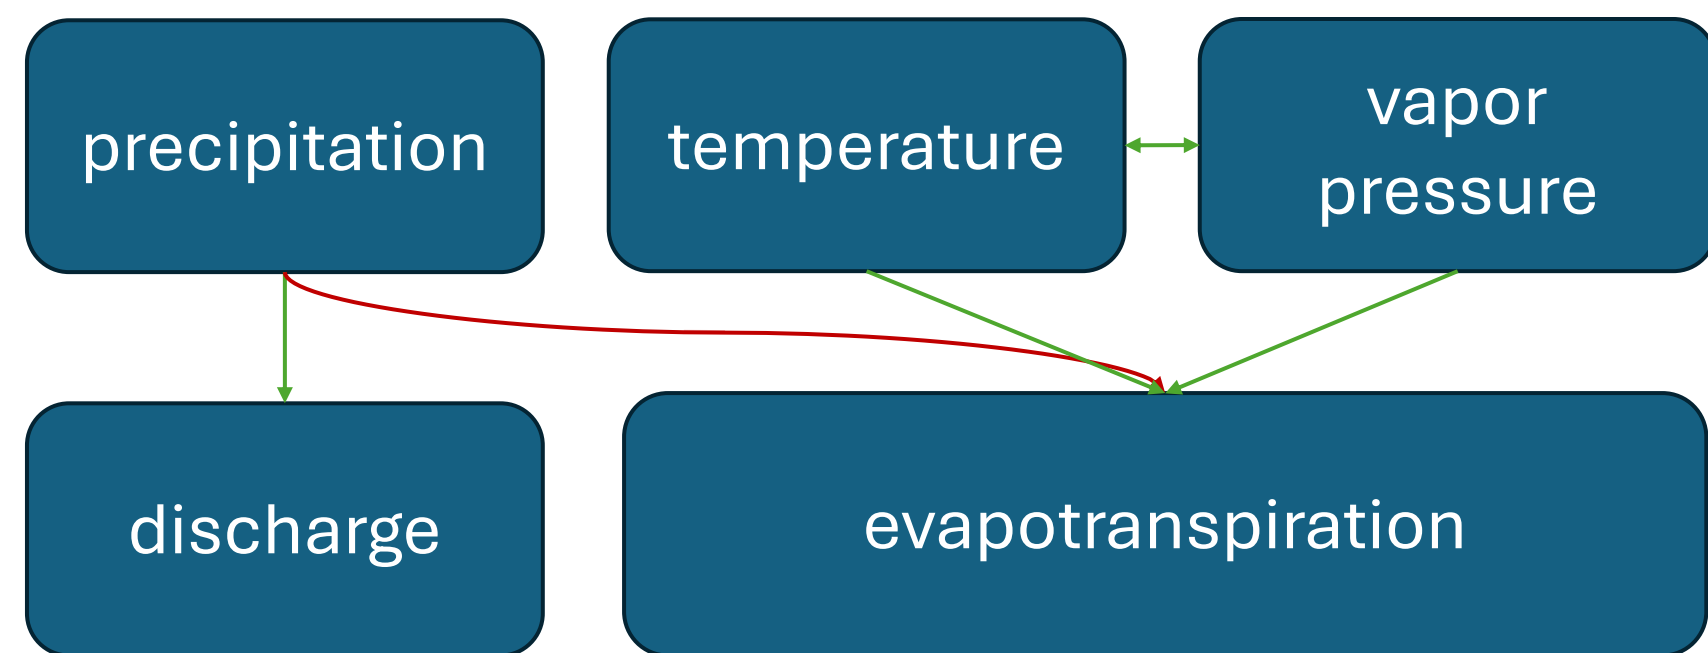 precipitation
temperature
vapor
pressure
discharge
evapotranspiration